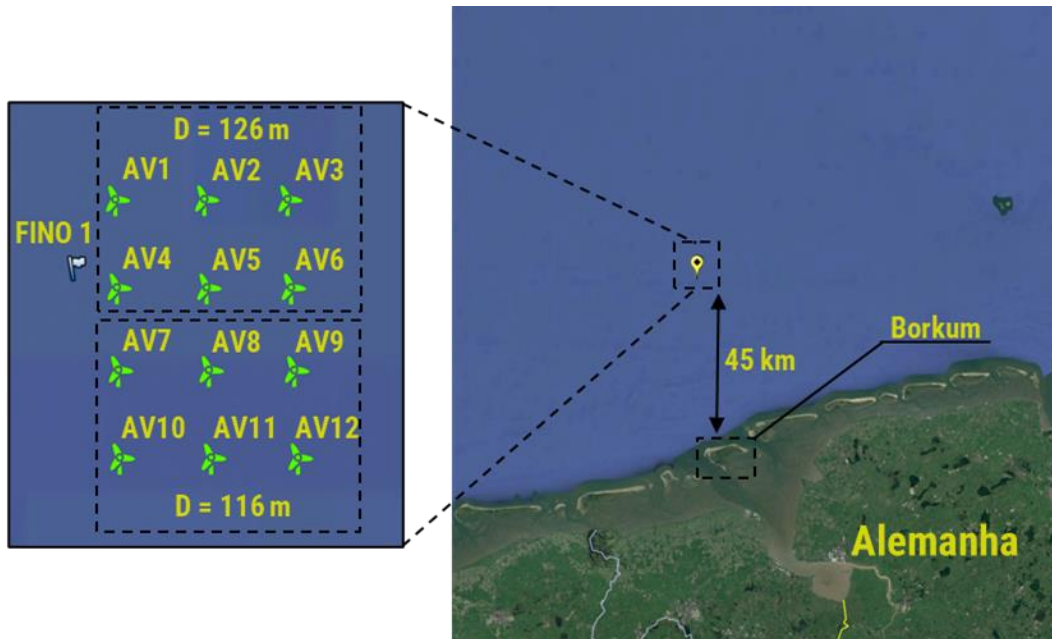 D = 126 m
AV1 AV2 AV3
FINO 1
AV4 AV5 AV6
AV7 AV8 AV9
AV10 AV11 AV12
D = 116 m
45 km
Borkum
Alemanha